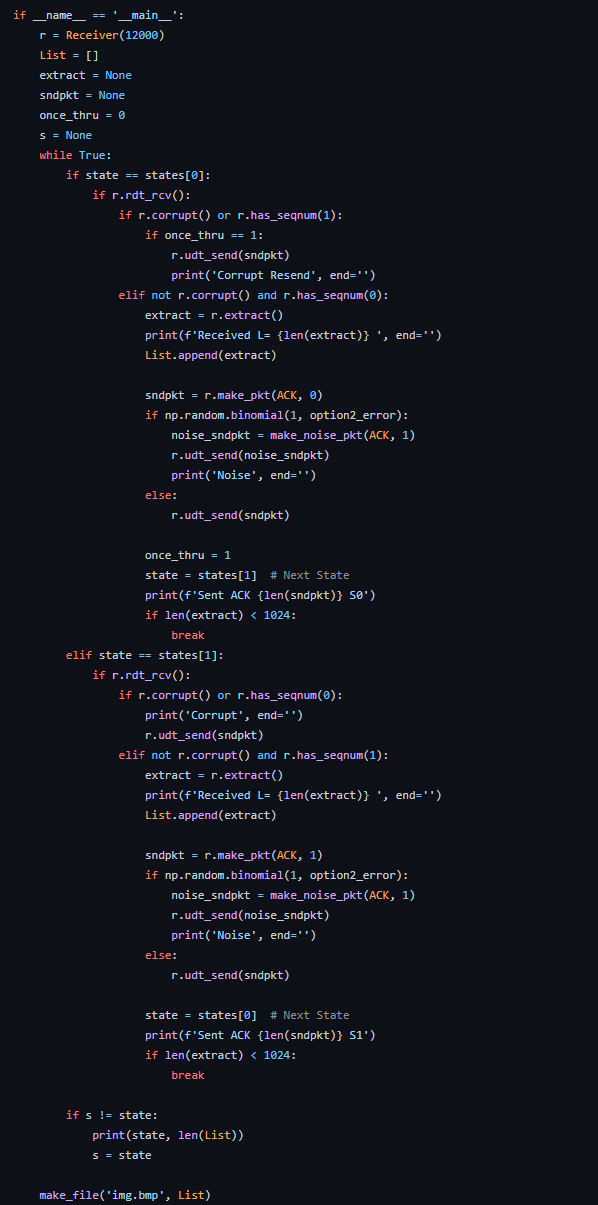 if __name__ == '__main__':
    r = Receiver(12000)
    List = []
    extract = None
    sndpkt = None
    once_thru = 0
    s = None
    while True:
        if state == states[0]:
            if r.rdt_rcv():
                if r.corrupt() or r.has_seqnum(1):
                    if once_thru == 1:
                        r.udt_send(sndpkt)
                        print('Corrupt Resend', end='')
                elif not r.corrupt() and r.has_seqnum(0):
                    extract = r.extract()
                    print(f'Received L= {len(extract)} ', end='')
                    List.append(extract)

                    sndpkt = r.make_pkt(ACK, 0)
                    if np.random.binomial(1, option2_error):
                        noise_sndpkt = make_noise_pkt(ACK, 1)
                        r.udt_send(noise_sndpkt)
                        print('Noise', end='')
                    else:
                        r.udt_send(sndpkt)

                    once_thru = 1
                    state = states[1]  # Next State
                    print(f'Sent ACK {len(sndpkt)} S0')
                    if len(extract) < 1024:
                        break
        elif state == states[1]:
            if r.rdt_rcv():
                if r.corrupt() or r.has_seqnum(0):
                    print('Corrupt', end='')
                    r.udt_send(sndpkt)
                elif not r.corrupt() and r.has_seqnum(1):
                    extract = r.extract()
                    print(f'Received L= {len(extract)} ', end='')
                    List.append(extract)

                    sndpkt = r.make_pkt(ACK, 1)
                    if np.random.binomial(1, option2_error):
                        noise_sndpkt = make_noise_pkt(ACK, 1)
                        r.udt_send(noise_sndpkt)
                        print('Noise', end='')
                    else:
                        r.udt_send(sndpkt)

                    state = states[0]  # Next State
                    print(f'Sent ACK {len(sndpkt)} S1')
                    if len(extract) < 1024:
                        break

        if s != state:
            print(state, len(List))
            s = state

    make_file('img.bmp', List)